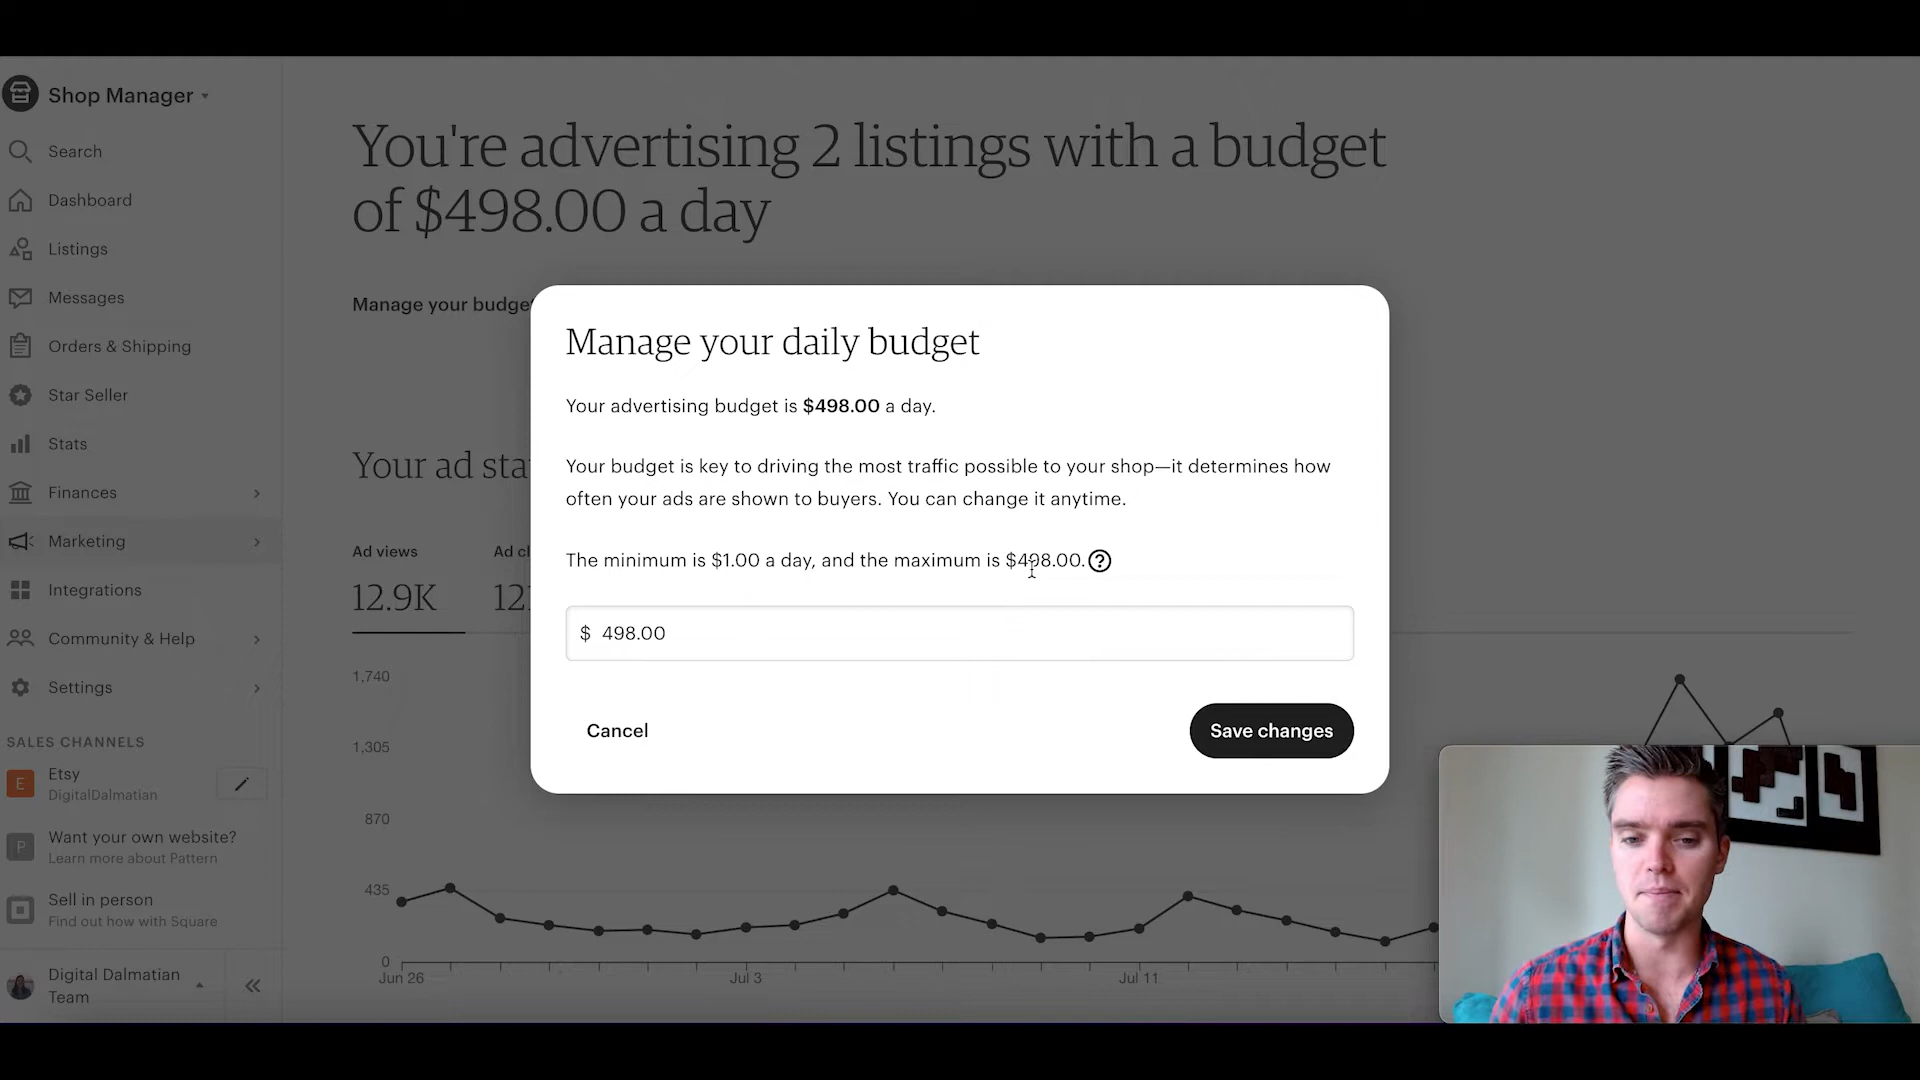 Shop Manager
Search
Dashboard
Listings
Messages
Orders & Shipping
Star Seller
Stats
Finances
Marketing
Integrations
Community & Help
Settings
SALES CHANNELS
E
Etsy
DigitalDalmatian
P
Want your own website?
Learn more about Pattern
Sell in person
Find out how with Square
Digital Dalmatian
Team
You're advertising 2 listings with a budget
of $498.00 a day
Manage your budge
Your ad sta
Ad views
12.9K
Ad cl
12
Manage your daily budget
Your advertising budget is $498.00 a day.
Your budget is key to driving the most traffic possible to your shop—it determines how
often your ads are shown to buyers. You can change it anytime.
The minimum is $1.00 a day, and the maximum is $498.00. ?
$ 498.00
Cancel
Save changes
1,740
1,305
870
435
0
Jun 26
Jul 3
Jul 11